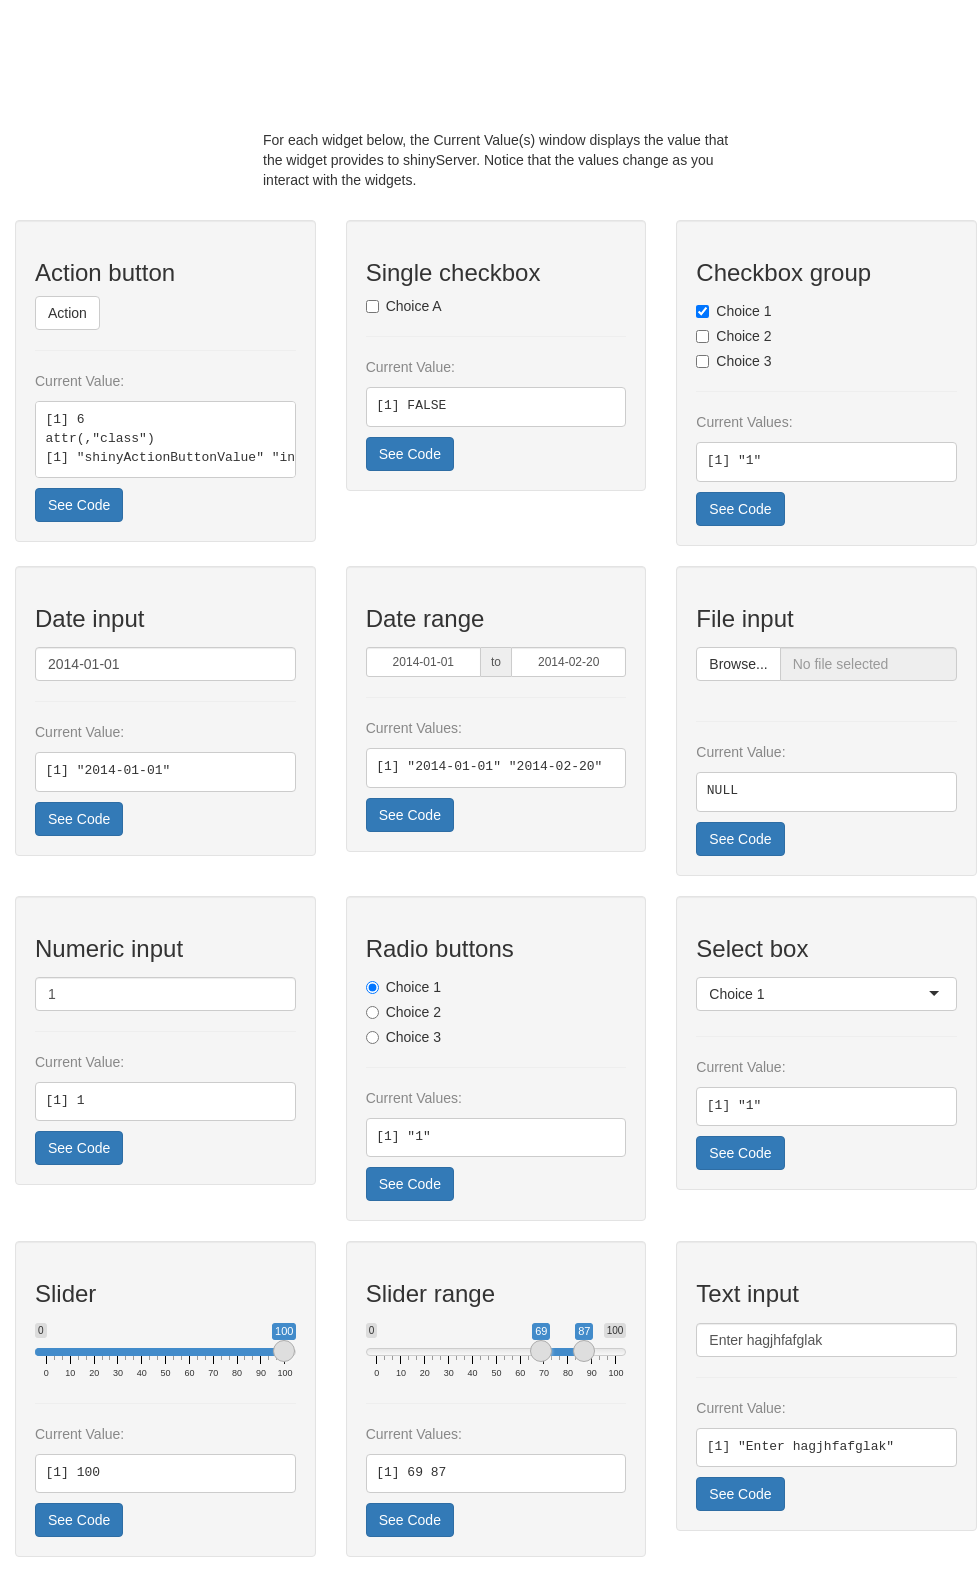 For each widget below, the Current Value(s) window displays the value that
the widget provides to shinyServer. Notice that the values change as you
interact with the widgets.
Action button
Action
Current Value:
[1] 6
attr(,"class")
[1] "shinyActionButtonValue" "in
See Code
Single checkbox
Choice A
Current Value:
[1] FALSE
See Code
Checkbox group
Choice 1
Choice 2
Choice 3
Current Values:
[1] "1"
See Code
Date input
2014-01-01
Current Value:
[1] "2014-01-01"
See Code
Date range
2014-01-01 to 2014-02-20
Current Values:
[1] "2014-01-01" "2014-02-20"
See Code
File input
Browse... No file selected
Current Value:
NULL
See Code
Numeric input
1
Current Value:
[1] 1
See Code
Radio buttons
Choice 1
Choice 2
Choice 3
Current Values:
[1] "1"
See Code
Select box
Choice 1
Current Value:
[1] "1"
See Code
Slider
0 100
0 10 20 30 40 50 60 70 80 90 100
Current Value:
[1] 100
See Code
Slider range
0 69 87 100
0 10 20 30 40 50 60 70 80 90 100
Current Values:
[1] 69 87
See Code
Text input
Enter hagjhfafglak
Current Value:
[1] "Enter hagjhfafglak"
See Code